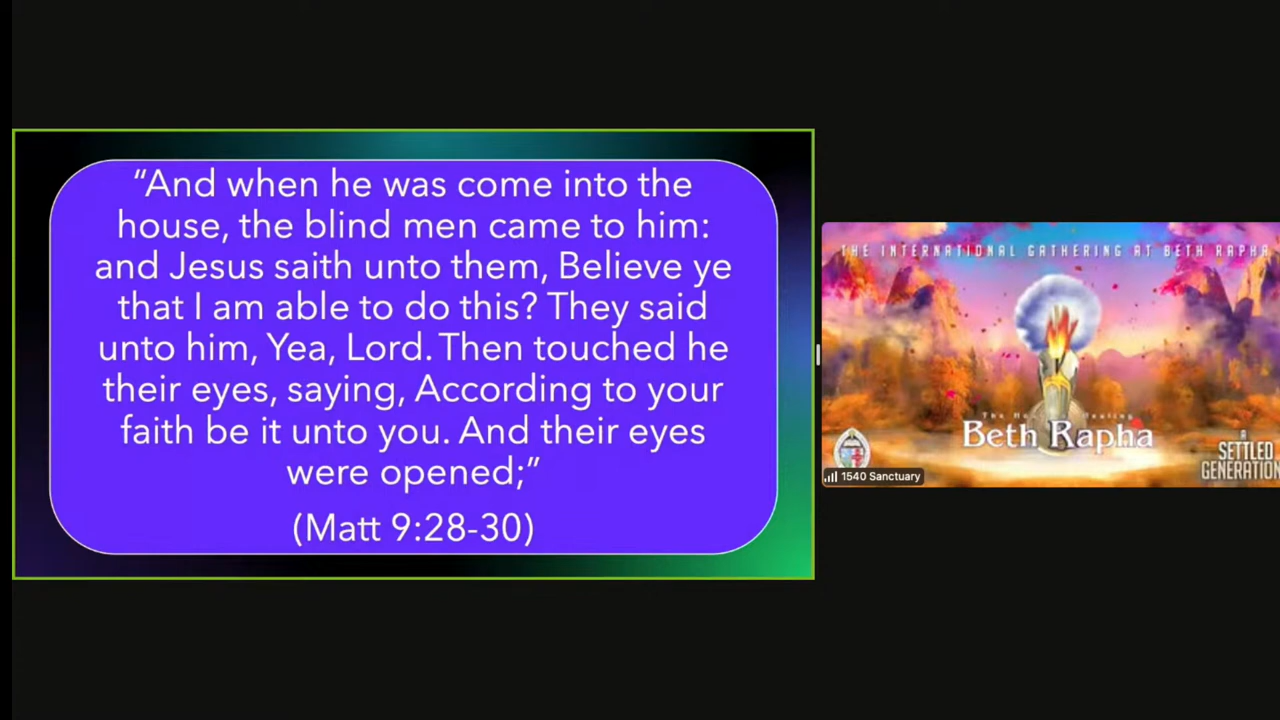 “And when he was come into the
house, the blind men came to him:
and Jesus saith unto them, Believe ye
that I am able to do this? They said
unto him, Yea, Lord. Then touched he
their eyes, saying, According to your
faith be it unto you. And their eyes
were opened;”
(Matt 9:28-30)
THE INTERNATIONAL GATHERING AT BETH RAPHA
The House Healing
Beth Rapha
A
SETTLED
GENERATION
1540 Sanctuary